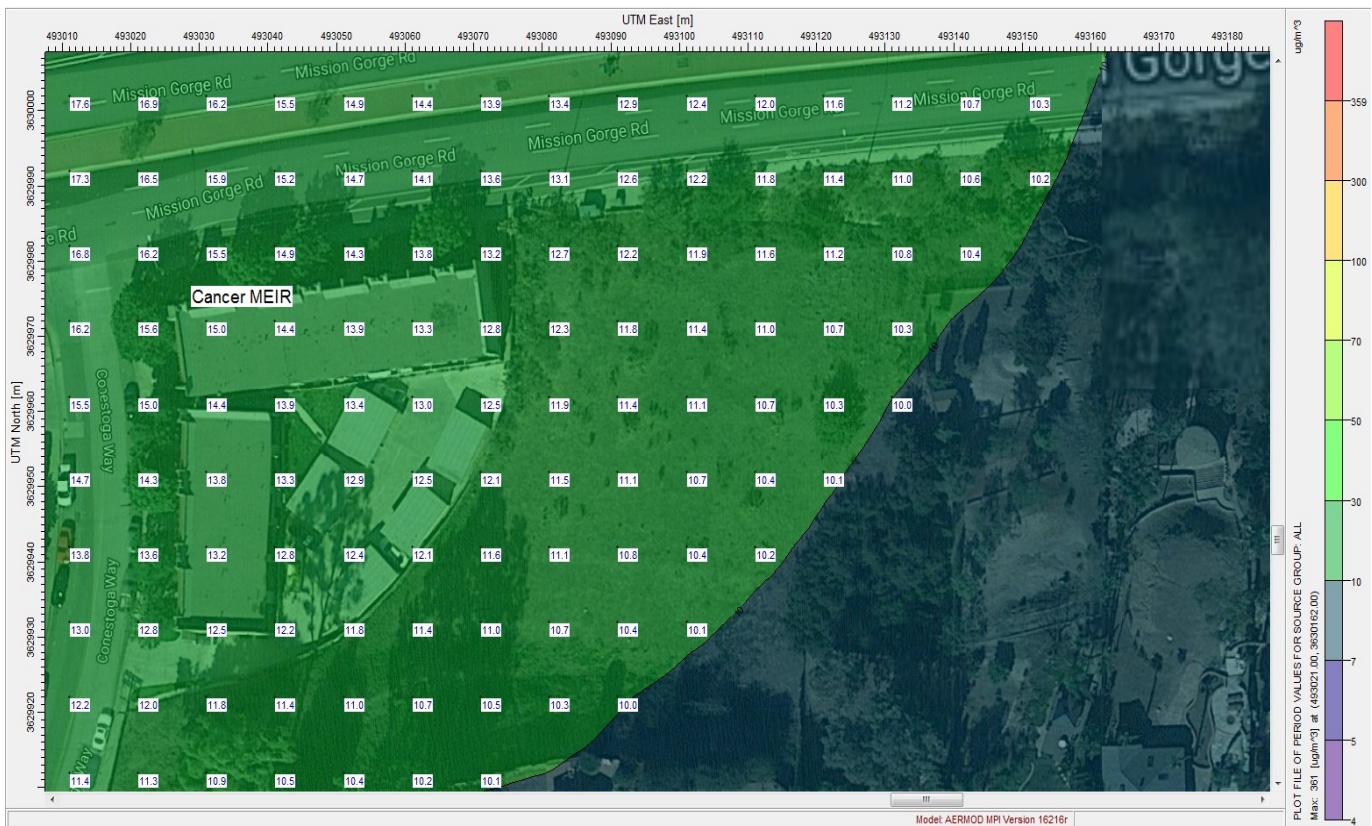 UTM East [m]
493010 493020 493030 493040 493050 493060 493070 493080 493090 493100 493110 493120 493130 493140 493150 493160 493170 493180
ug/m^3
Gorge
Mission Gorge Rd
Mission Gorge Rd
Mission Gorge Rd
Mission Gorge Rd
17.6 16.9 16.2 15.5 14.9 14.4 13.9 13.4 12.9 12.4 12.0 11.6 11.2 10.7 10.3
Mission Gorge Rd
Mission Gorge Rd
Mission Gorge Rd
17.3 16.5 15.9 15.2 14.7 14.1 13.6 13.1 12.6 12.2 11.8 11.4 11.0 10.6 10.2
e Rd
16.8 16.2 15.5 14.9 14.3 13.8 13.2 12.7 12.2 11.9 11.6 11.2 10.8 10.4
Cancer MEIR
16.2 15.6 15.0 14.4 13.9 13.3 12.8 12.3 11.8 11.4 11.0 10.7 10.3
15.5 15.0 14.4 13.9 13.4 13.0 12.5 11.9 11.4 11.1 10.7 10.3 10.0
Conestoga Way
14.7 14.3 13.8 13.3 12.9 12.5 12.1 11.5 11.1 10.7 10.4 10.1
13.8 13.6 13.2 12.8 12.4 12.1 11.6 11.1 10.8 10.4 10.2
Conestoga Way
13.0 12.8 12.5 12.2 11.8 11.4 11.0 10.7 10.4 10.1
12.2 12.0 11.8 11.4 11.0 10.7 10.5 10.3 10.0
Way
11.4 11.3 10.9 10.5 10.4 10.2 10.1
UTM North [m]
3630000
3629990
3629980
3629970
3629960
3629950
3629940
3629930
3629920
359
300
100
70
50
30
10
7
5
4
PLOT FILE OF PERIOD VALUES FOR SOURCE GROUP: ALL
Max: 361 [ug/m^3] at (493021.00, 3630162.00)
Model: AERMOD MPI Version 16216r